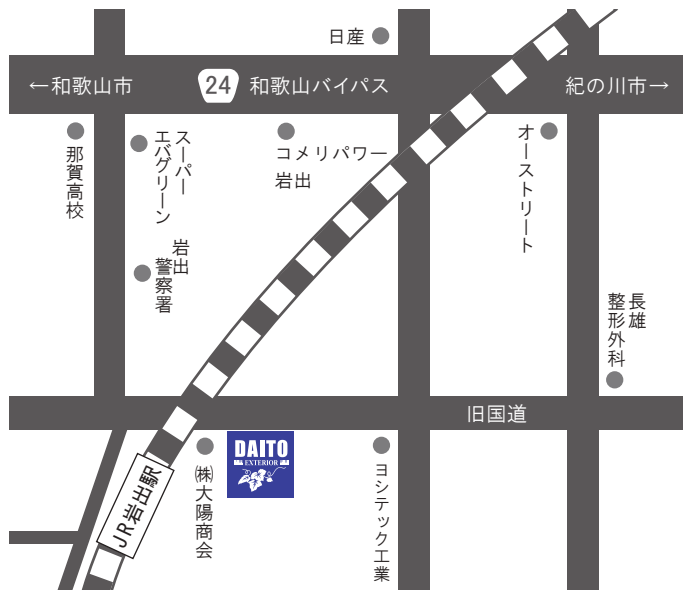 日産
←和歌山市
24
和歌山バイパス
紀の川市→
那賀高校
スーパー
エバグリーン
コメリパワー
岩出
オーストリート
岩出
警察署
長雄
整形外科
旧国道
DAITO
EXTERIOR
㈱大陽商会
ヨシテック工業
JR岩出駅